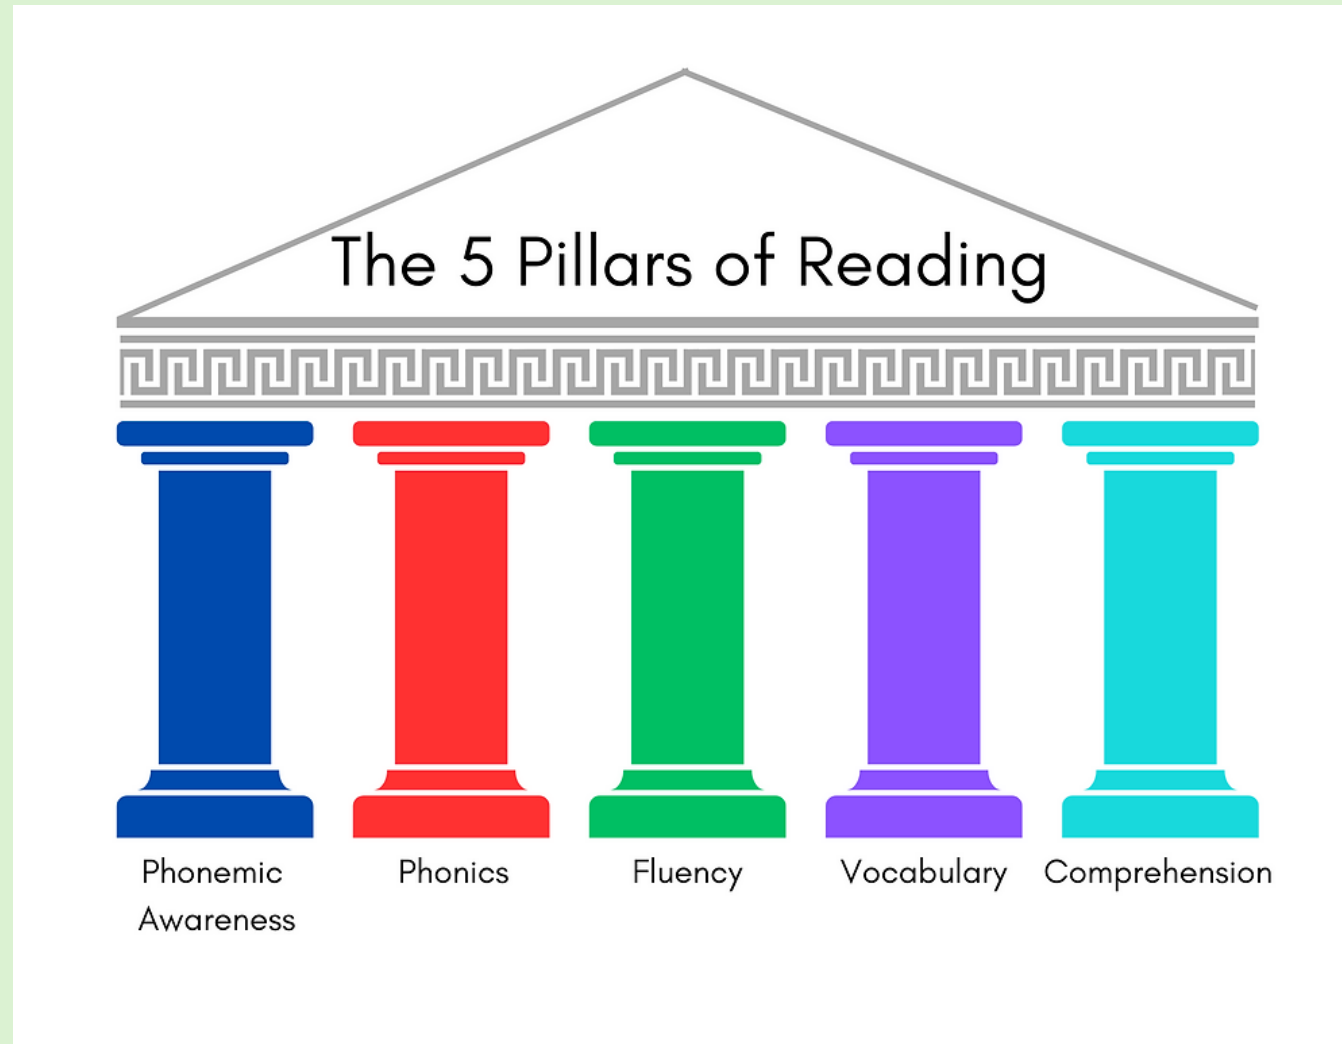 The 5 Pillars of Reading
Phonemic
Awareness
Phonics
Fluency
Vocabulary
Comprehension